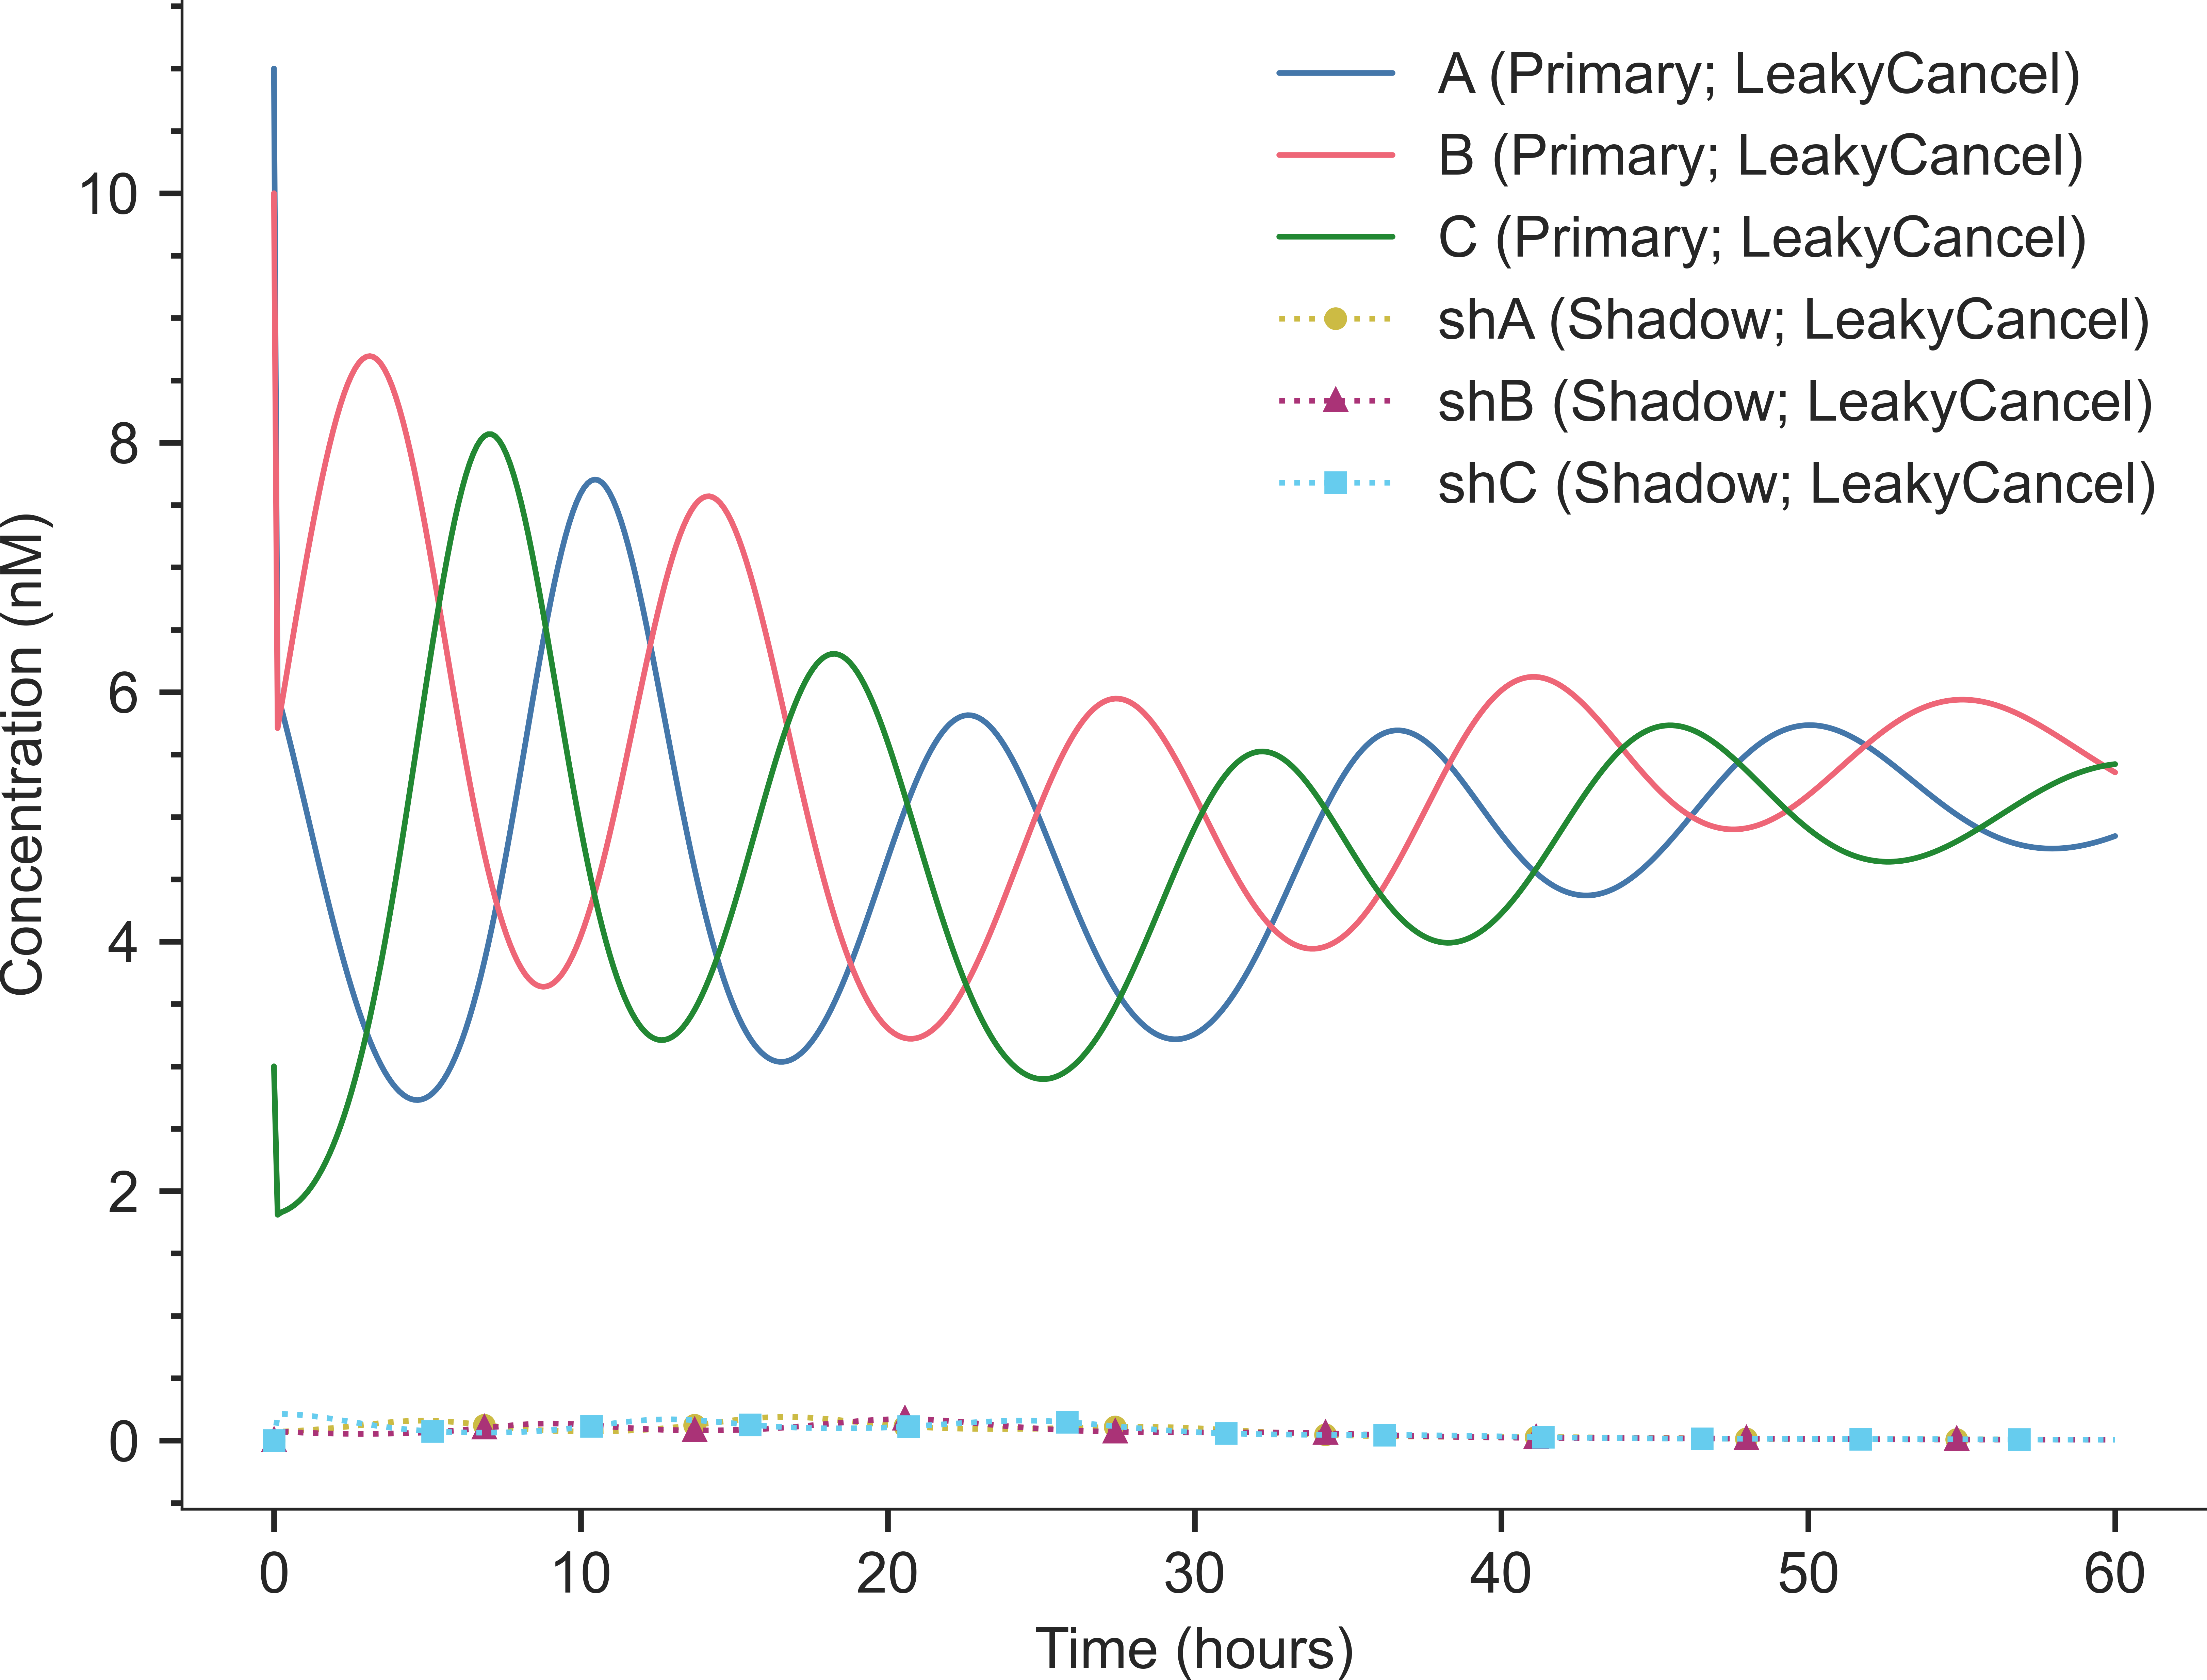 A (Primary; LeakyCancel)
B (Primary; LeakyCancel)
C (Primary; LeakyCancel)
shA (Shadow; LeakyCancel)
shB (Shadow; LeakyCancel)
shC (Shadow; LeakyCancel)
Concentration (nM)
10
8
6
4
2
0
0 10 20 30 40 50 60
Time (hours)